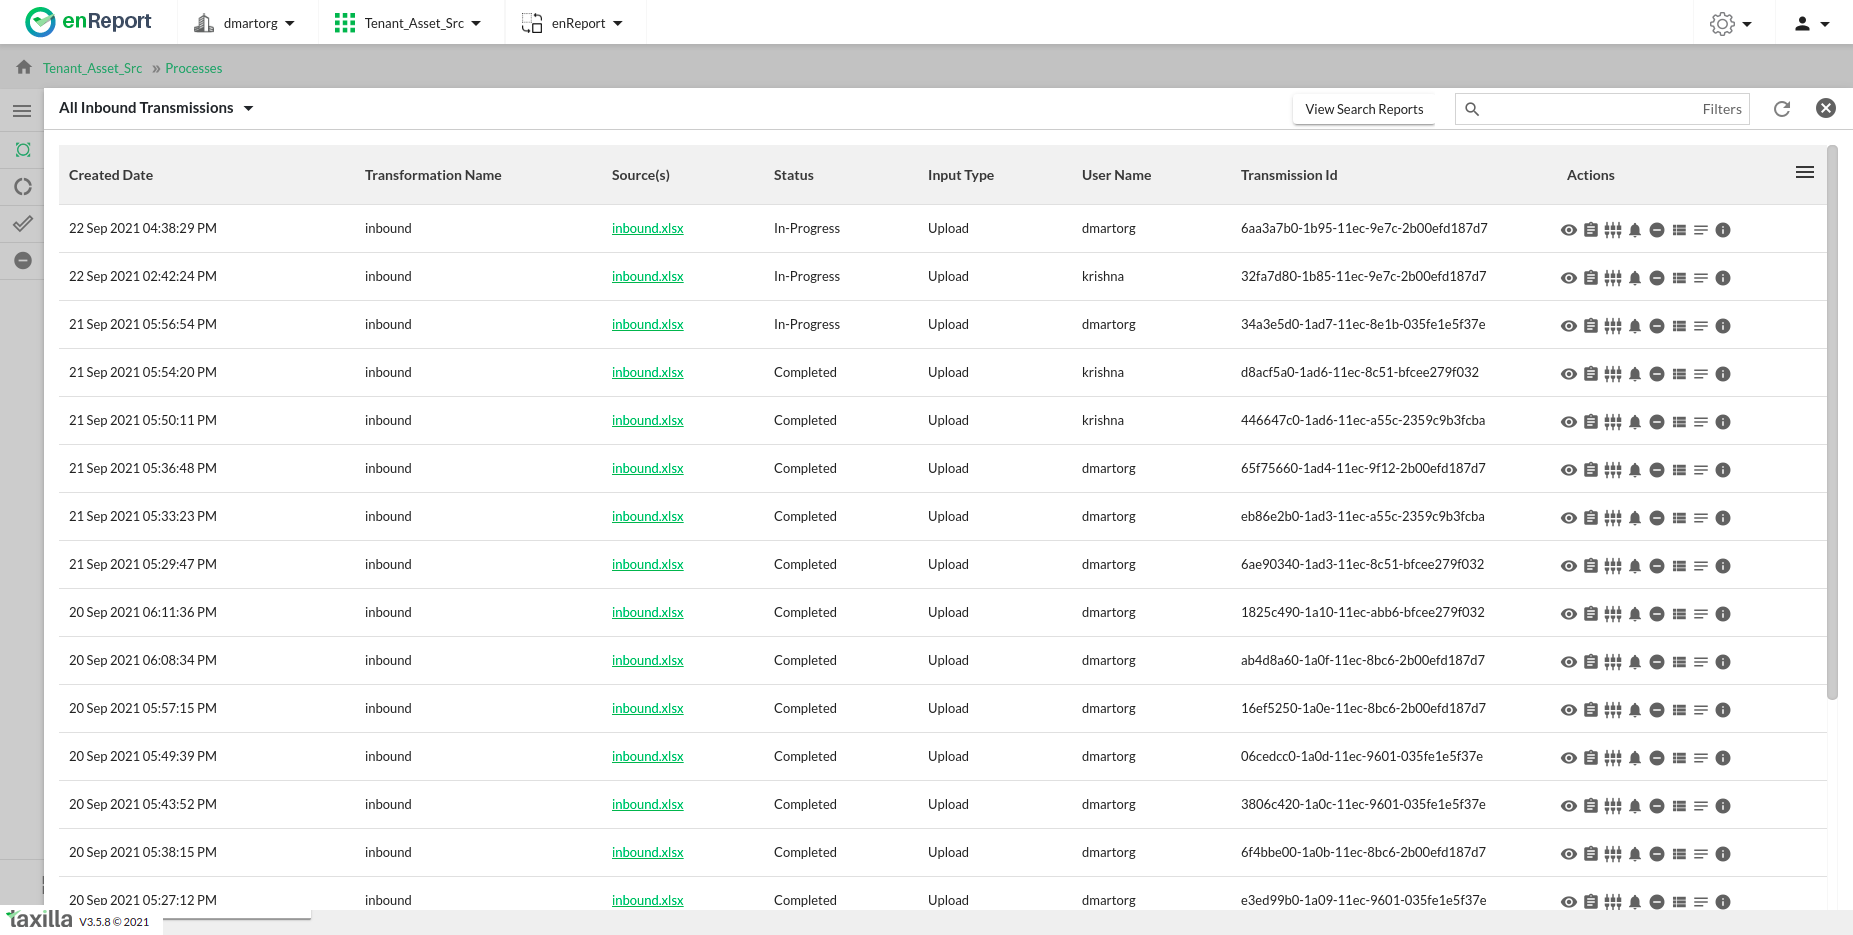 enReport dmartorg Tenant_Asset_Src enReport
Tenant_Asset_Src » Processes
All Inbound Transmissions View Search Reports Filters
Created Date Transformation Name Source(s) Status Input Type User Name Transmission Id Actions
22 Sep 2021 04:38:29 PM inbound inbound.xlsx In-Progress Upload dmartorg 6aa3a7b0-1b95-11ec-9e7c-2b00efd187d7
22 Sep 2021 02:42:24 PM inbound inbound.xlsx In-Progress Upload krishna 32fa7d80-1b85-11ec-9e7c-2b00efd187d7
21 Sep 2021 05:56:54 PM inbound inbound.xlsx In-Progress Upload dmartorg 34a3e5d0-1ad7-11ec-8e1b-035fe1e5f37e
21 Sep 2021 05:54:20 PM inbound inbound.xlsx Completed Upload krishna d8acf5a0-1ad6-11ec-8c51-bfcee279f032
21 Sep 2021 05:50:11 PM inbound inbound.xlsx Completed Upload krishna 446647c0-1ad6-11ec-a55c-2359c9b3fcba
21 Sep 2021 05:36:48 PM inbound inbound.xlsx Completed Upload dmartorg 65f75660-1ad4-11ec-9f12-2b00efd187d7
21 Sep 2021 05:33:23 PM inbound inbound.xlsx Completed Upload dmartorg eb86e2b0-1ad3-11ec-a55c-2359c9b3fcba
21 Sep 2021 05:29:47 PM inbound inbound.xlsx Completed Upload dmartorg 6ae90340-1ad3-11ec-8c51-bfcee279f032
20 Sep 2021 06:11:36 PM inbound inbound.xlsx Completed Upload dmartorg 1825c490-1a10-11ec-abb6-bfcee279f032
20 Sep 2021 06:08:34 PM inbound inbound.xlsx Completed Upload dmartorg ab4d8a60-1a0f-11ec-8bc6-2b00efd187d7
20 Sep 2021 05:57:15 PM inbound inbound.xlsx Completed Upload dmartorg 16ef5250-1a0e-11ec-8bc6-2b00efd187d7
20 Sep 2021 05:49:39 PM inbound inbound.xlsx Completed Upload dmartorg 06cedcc0-1a0d-11ec-9601-035fe1e5f37e
20 Sep 2021 05:43:52 PM inbound inbound.xlsx Completed Upload dmartorg 3806c420-1a0c-11ec-9601-035fe1e5f37e
20 Sep 2021 05:38:15 PM inbound inbound.xlsx Completed Upload dmartorg 6f4bbe00-1a0b-11ec-8bc6-2b00efd187d7
20 Sep 2021 05:27:12 PM inbound inbound.xlsx Completed Upload dmartorg e3ed99b0-1a09-11ec-9601-035fe1e5f37e
taxilla V3.5.8 © 2021